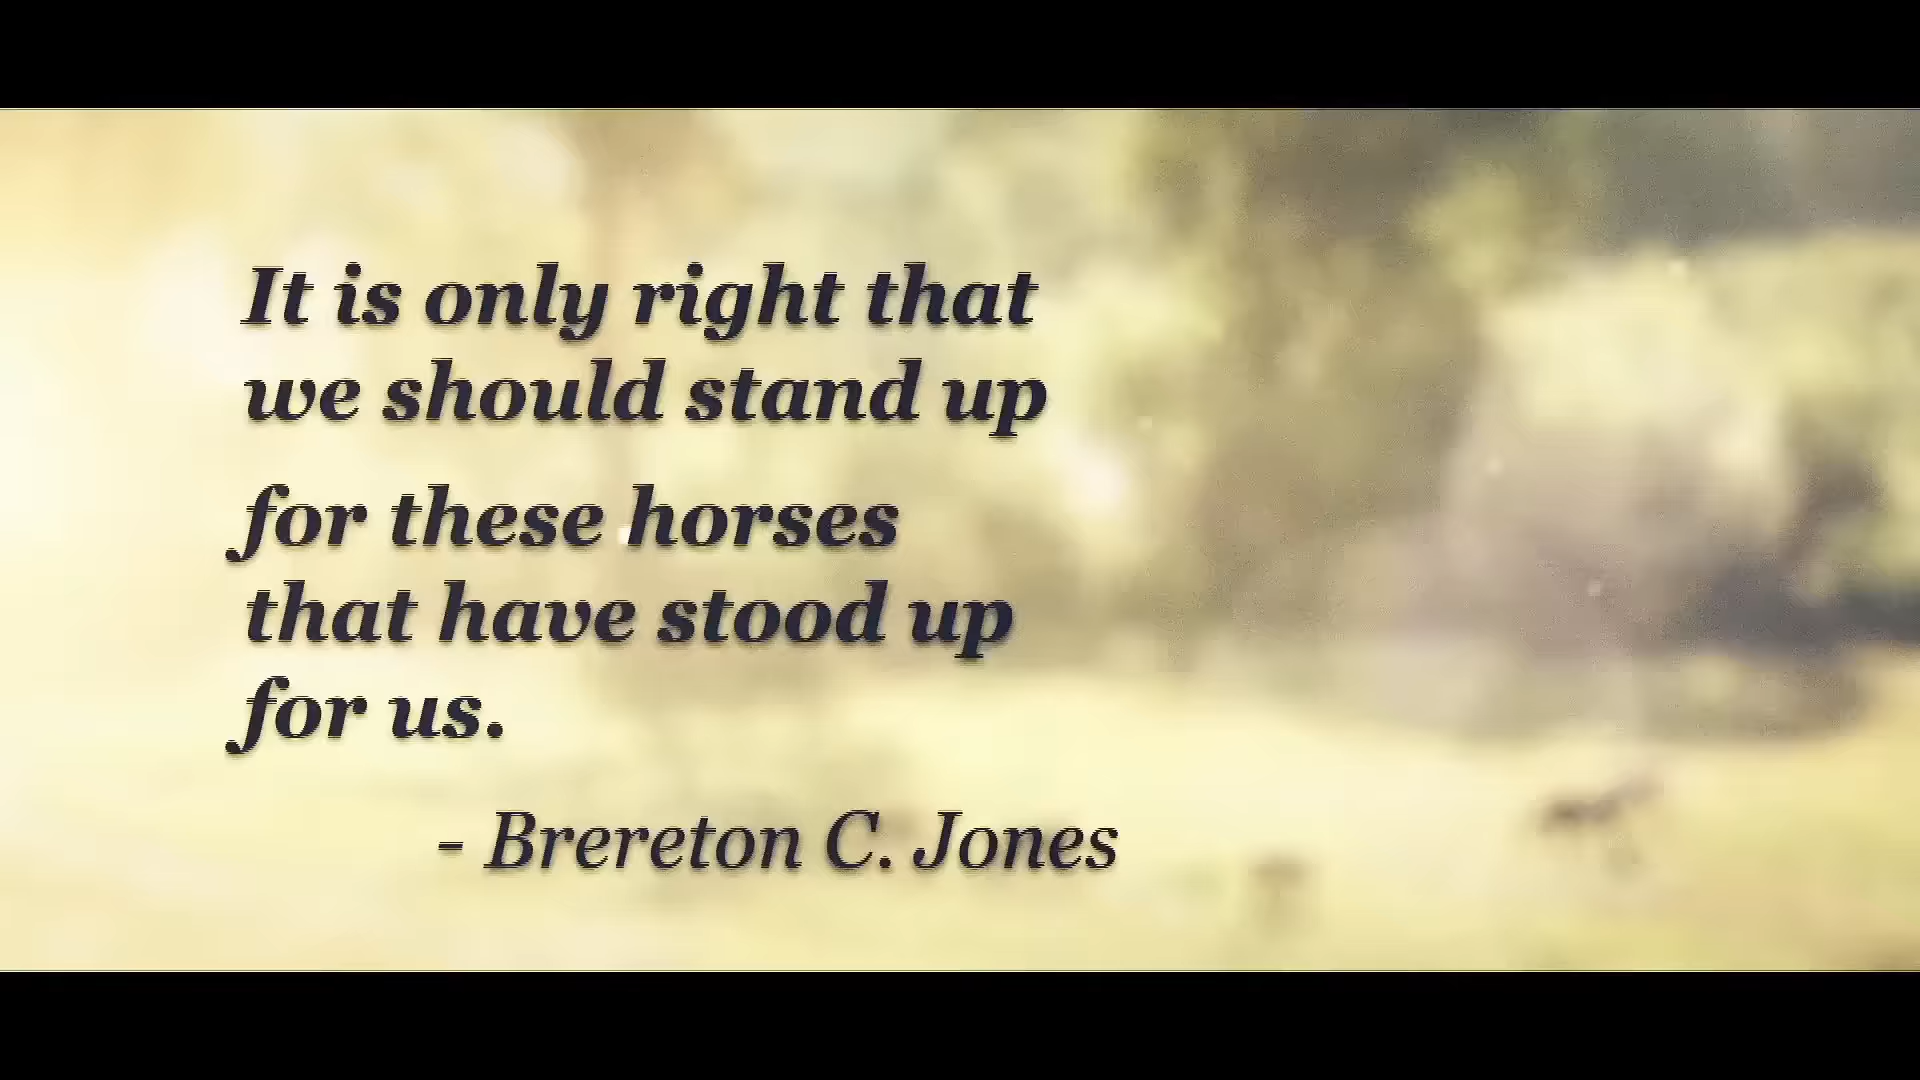 It is only right that
we should stand up
for these horses
that have stood up
for us.
- Brereton C. Jones